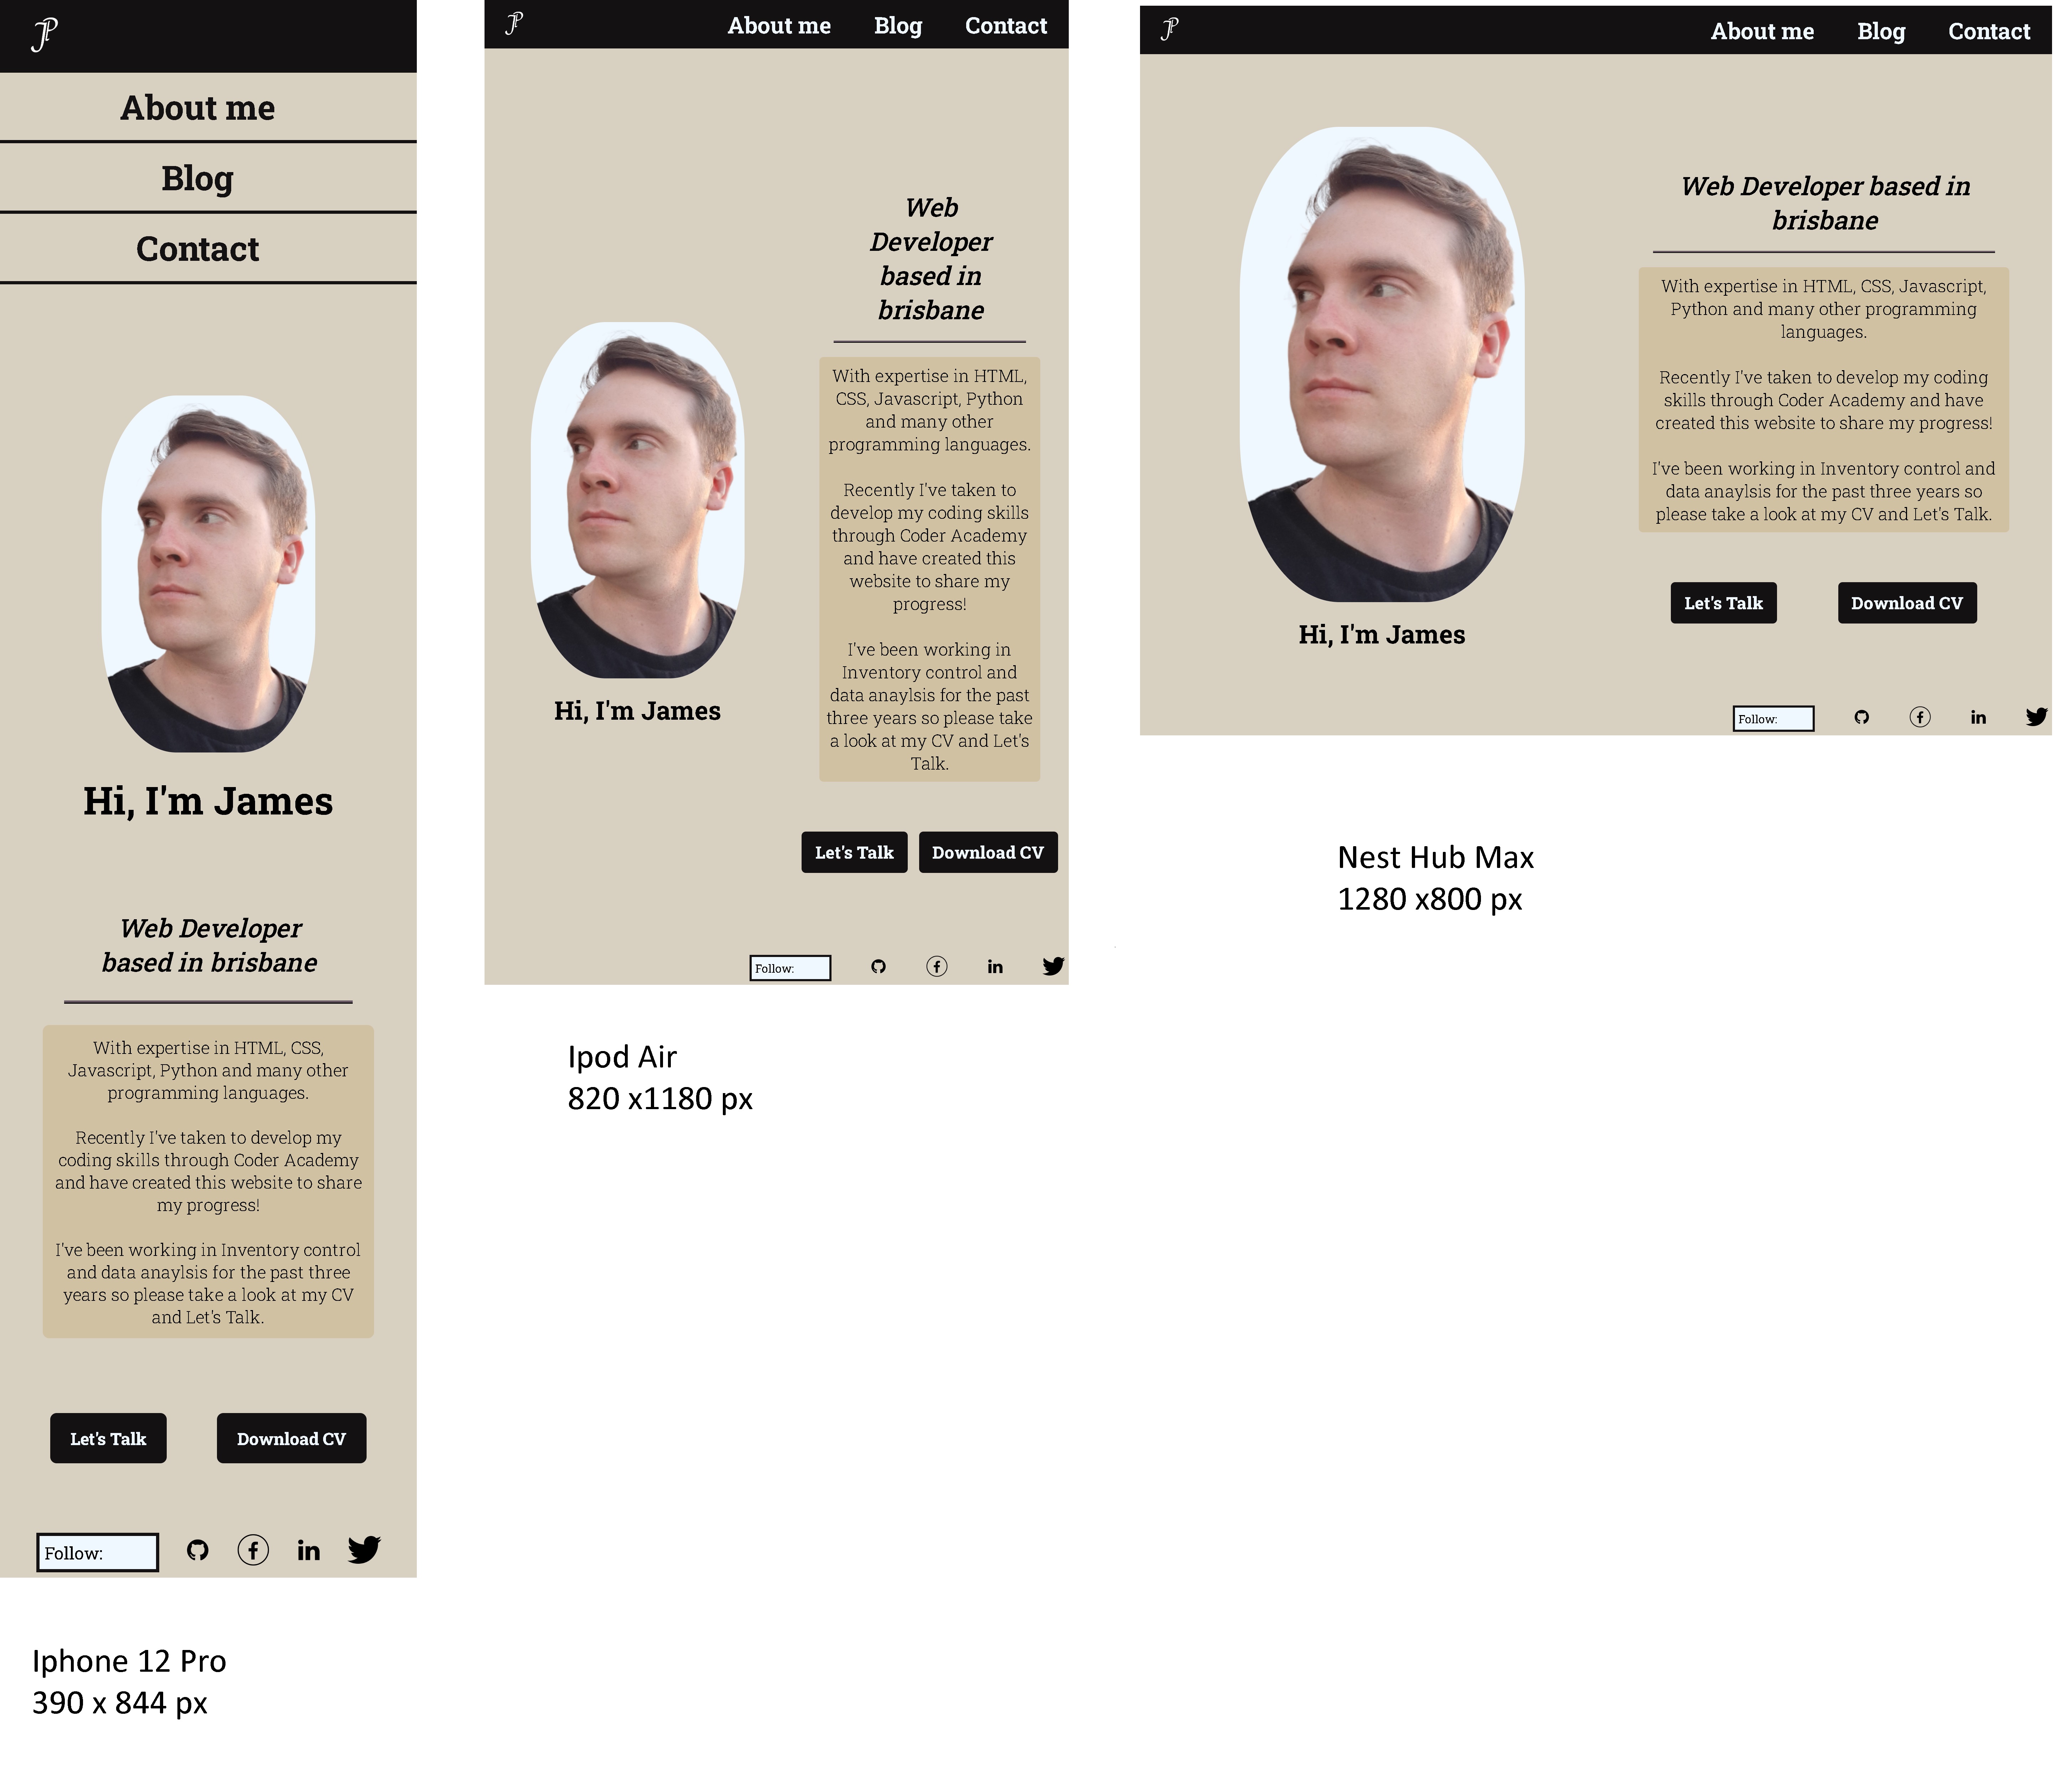 JP
About me
Blog
Contact
Hi, I'm James
Web Developer
based in brisbane
With expertise in HTML, CSS,
Javascript, Python and many other
programming languages.
Recently I've taken to develop my
coding skills through Coder Academy
and have created this website to share
my progress!
I've been working in Inventory control
and data anaylsis for the past three
years so please take a look at my CV
and Let's Talk.
Let's Talk
Download CV
Follow:
in
Iphone 12 Pro
390 x 844 px
JP
About me
Blog
Contact
Hi, I'm James
Web
Developer
based in
brisbane
With expertise in HTML,
CSS, Javascript, Python
and many other
programming languages.
Recently I've taken to
develop my coding skills
through Coder Academy
and have created this
website to share my
progress!
I've been working in
Inventory control and
data anaylsis for the past
three years so please take
a look at my CV and Let's
Talk.
Let's Talk
Download CV
Follow:
in
Ipod Air
820 x1180 px
JP
About me
Blog
Contact
Hi, I'm James
Web Developer based in
brisbane
With expertise in HTML, CSS, Javascript,
Python and many other programming
languages.
Recently I've taken to develop my coding
skills through Coder Academy and have
created this website to share my progress!
I've been working in Inventory control and
data anaylsis for the past three years so
please take a look at my CV and Let's Talk.
Let's Talk
Download CV
Follow:
in
Nest Hub Max
1280 x800 px